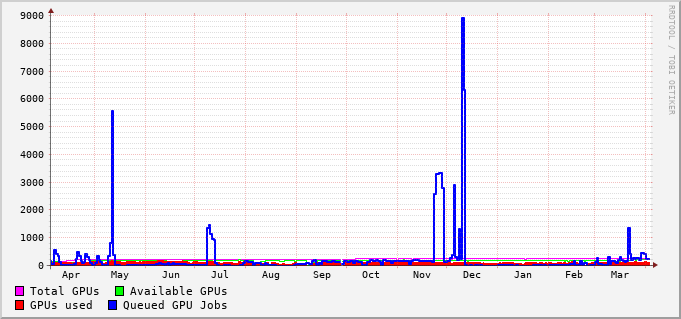 9000
8000
7000
6000
5000
4000
3000
2000
1000
0
Apr May Jun Jul Aug Sep Oct Nov Dec Jan Feb Mar
Total GPUs Available GPUs
GPUs used Queued GPU Jobs
RRDTOOL / TOBI OETIKER